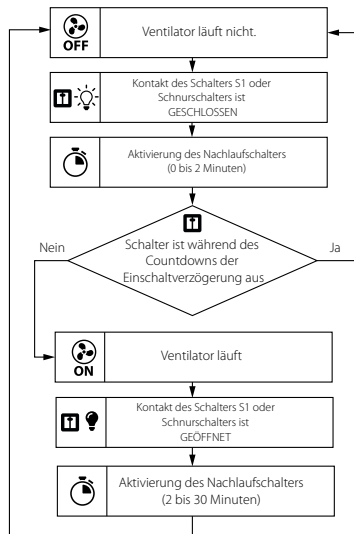 OFF
Ventilator läuft nicht.
Kontakt des Schalters S1 oder
Schnurschalters ist
GESCHLOSSEN
Aktivierung des Nachlaufschalters
(0 bis 2 Minuten)
Nein
Schalter ist während des
Countdowns der
Einschaltverzögerung aus
Ja
ON
Ventilator läuft
Kontakt des Schalters S1 oder
Schnurschalters ist
GEÖFFNET
Aktivierung des Nachlaufschalters
(2 bis 30 Minuten)